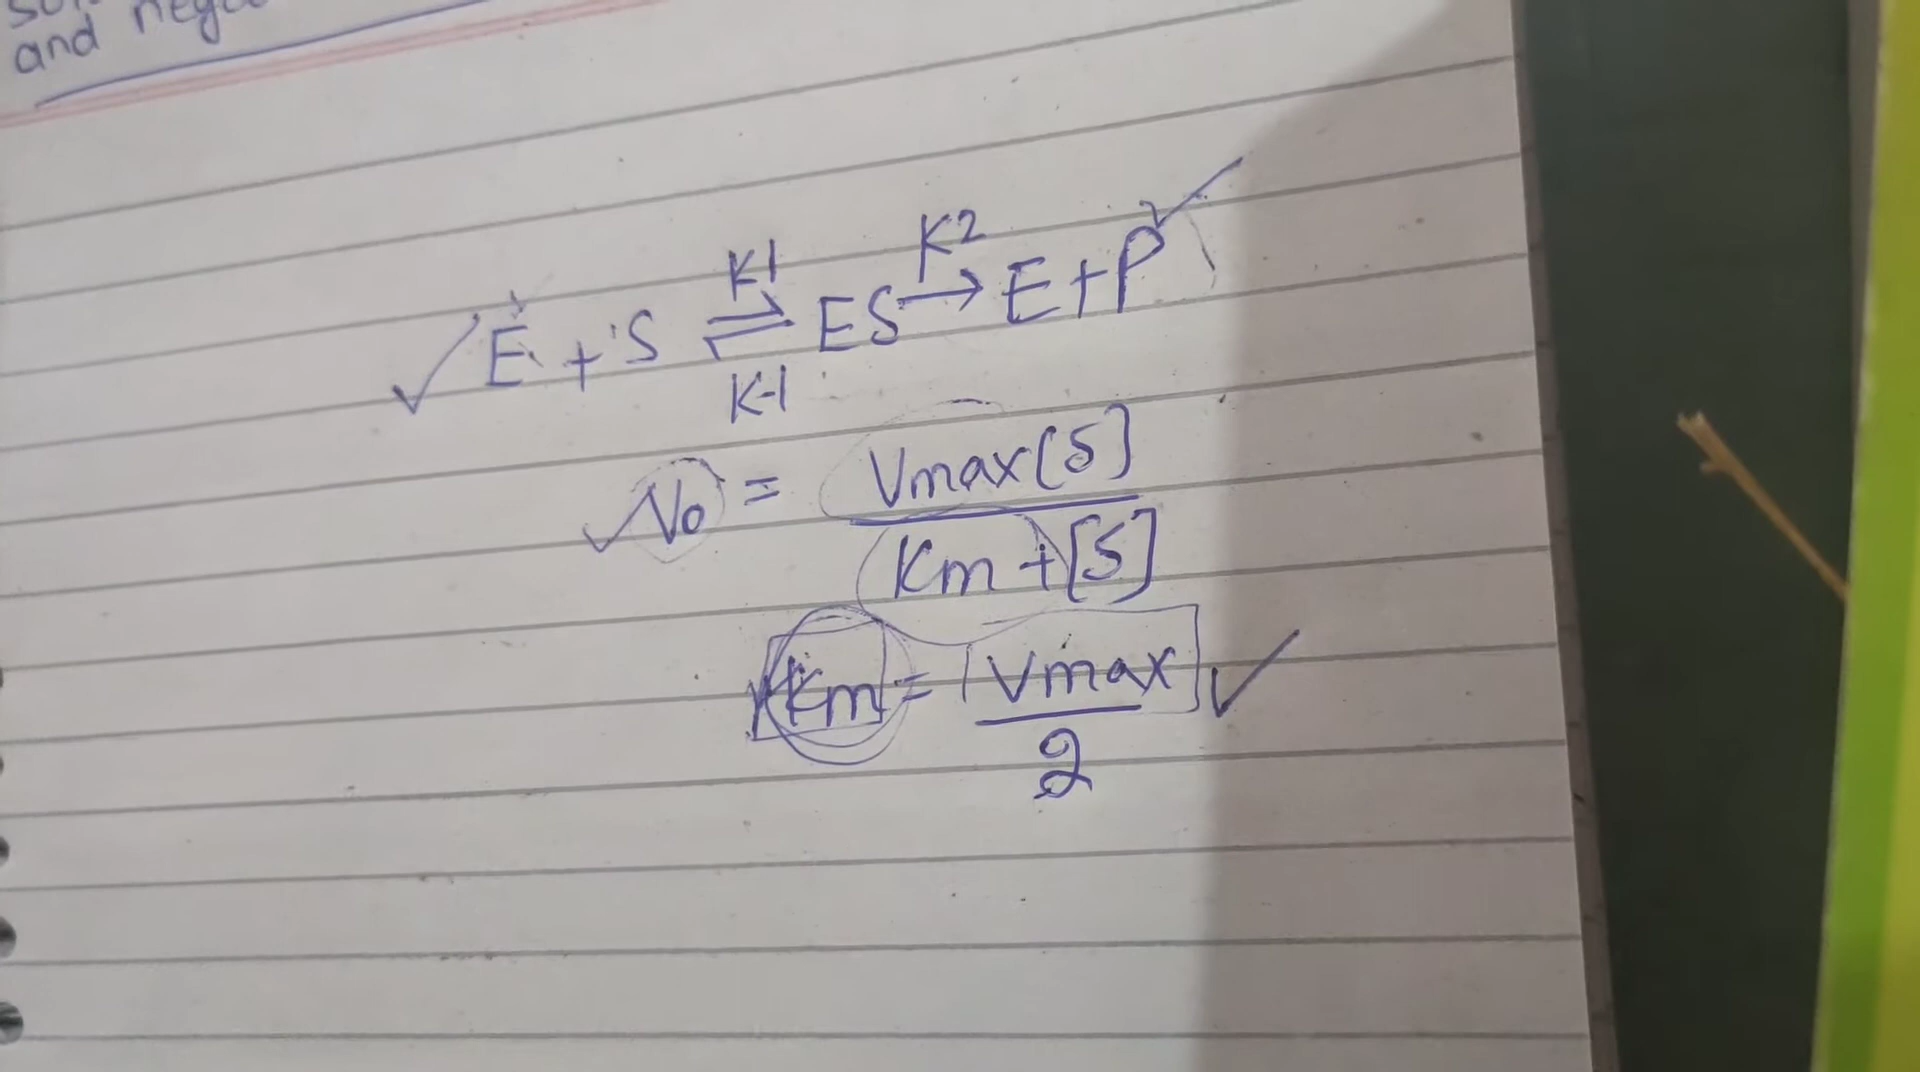 and
E + S ⇌ ES → E+P
K1 K2
K-1
Vo = Vmax[S]
Km + [S]
Km = Vmax
2